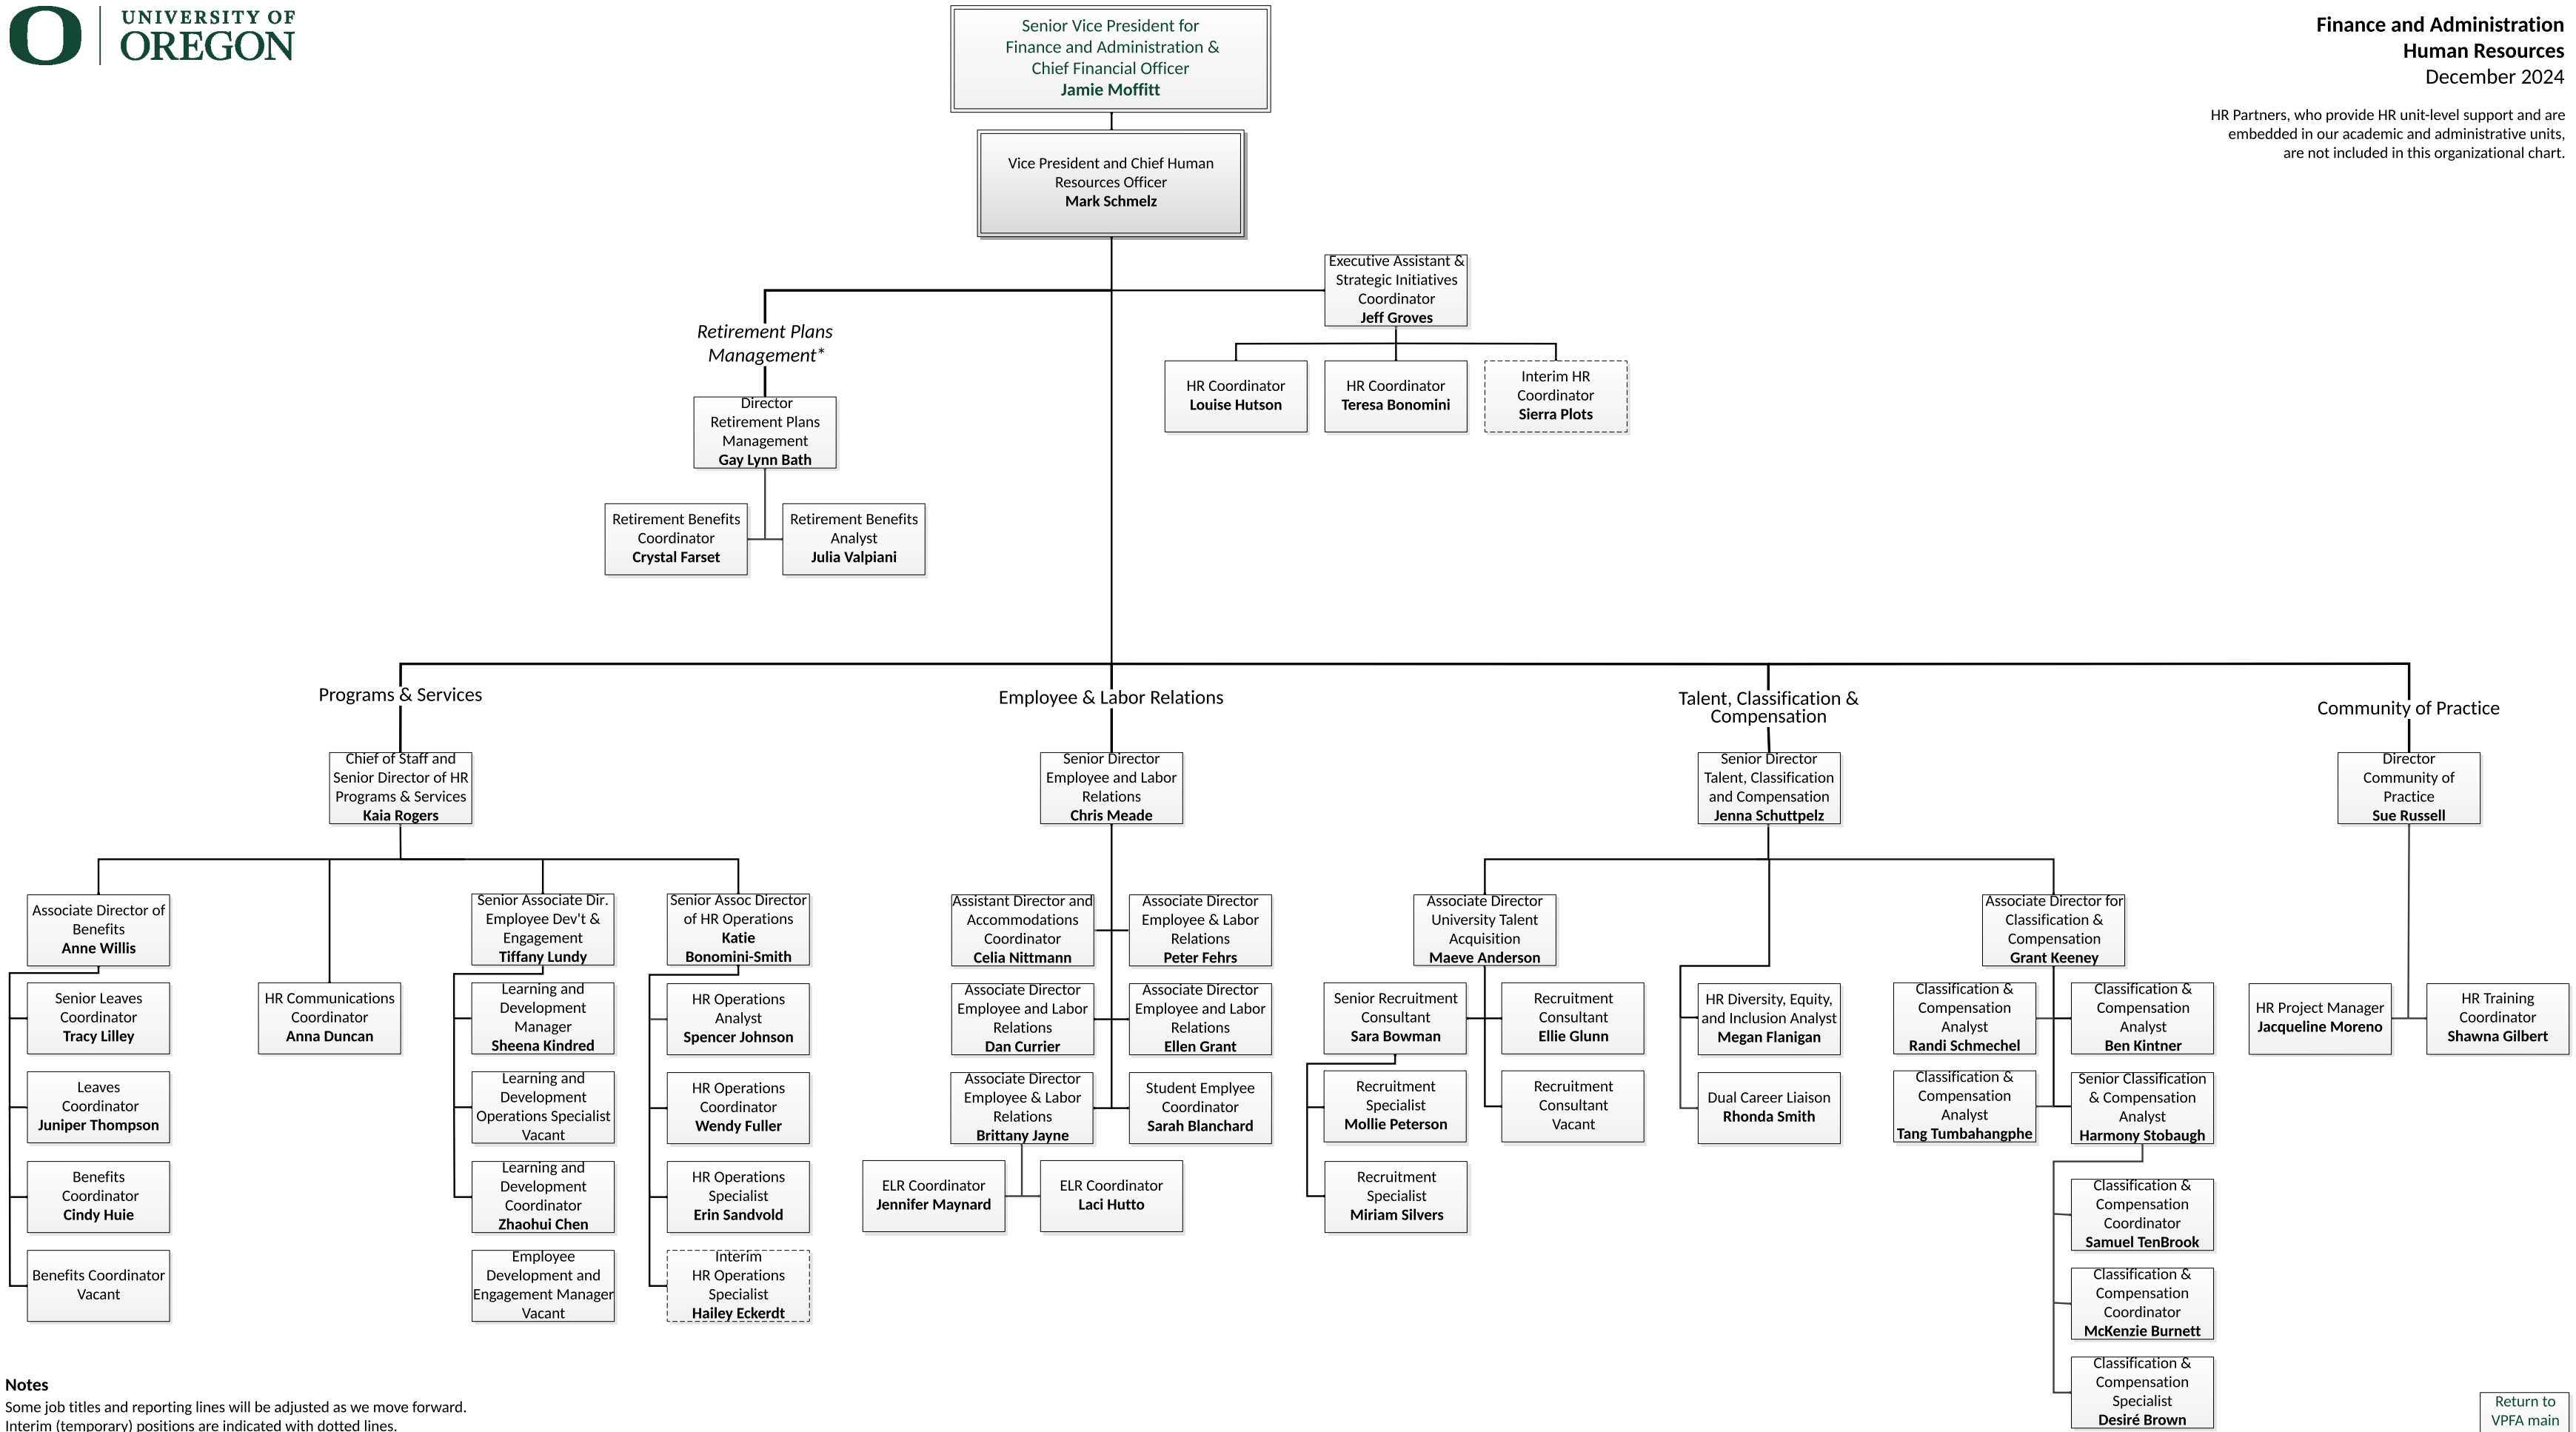 UNIVERSITY OF
OREGON
Senior Vice President for
Finance and Administration &
Chief Financial Officer
Jamie Moffitt
Finance and Administration
Human Resources
December 2024
HR Partners, who provide HR unit-level support and are
embedded in our academic and administrative units,
are not included in this organizational chart.
Vice President and Chief Human
Resources Officer
Mark Schmelz
Executive Assistant &
Strategic Initiatives
Coordinator
Jeff Groves
Retirement Plans
Management*
HR Coordinator
Louise Hutson
HR Coordinator
Teresa Bonomini
Interim HR
Coordinator
Sierra Plots
Director
Retirement Plans
Management
Gay Lynn Bath
Retirement Benefits
Coordinator
Crystal Farset
Retirement Benefits
Analyst
Julia Valpiani
Programs & Services
Employee & Labor Relations
Talent, Classification &
Compensation
Community of Practice
Chief of Staff and
Senior Director of HR
Programs & Services
Kaia Rogers
Senior Director
Employee and Labor
Relations
Chris Meade
Senior Director
Talent, Classification
and Compensation
Jenna Schuttpelz
Director
Community of
Practice
Sue Russell
Associate Director of
Benefits
Anne Willis
Senior Leaves
Coordinator
Tracy Lilley
Leaves
Coordinator
Juniper Thompson
Benefits
Coordinator
Cindy Huie
Benefits Coordinator
Vacant
HR Communications
Coordinator
Anna Duncan
Senior Associate Dir.
Employee Dev't &
Engagement
Tiffany Lundy
Learning and
Development
Manager
Sheena Kindred
Learning and
Development
Operations Specialist
Vacant
Learning and
Development
Coordinator
Zhaohui Chen
Employee
Development and
Engagement Manager
Vacant
Senior Assoc Director
of HR Operations
Katie
Bonomini-Smith
HR Operations
Analyst
Spencer Johnson
HR Operations
Coordinator
Wendy Fuller
HR Operations
Specialist
Erin Sandvold
Interim
HR Operations
Specialist
Hailey Eckerdt
Assistant Director and
Accommodations
Coordinator
Celia Nittmann
Associate Director
Employee & Labor
Relations
Peter Fehrs
Associate Director
Employee and Labor
Relations
Dan Currier
Associate Director
Employee and Labor
Relations
Ellen Grant
Associate Director
Employee & Labor
Relations
Brittany Jayne
Student Emplyee
Coordinator
Sarah Blanchard
ELR Coordinator
Jennifer Maynard
ELR Coordinator
Laci Hutto
Associate Director
University Talent
Acquisition
Maeve Anderson
Senior Recruitment
Consultant
Sara Bowman
Recruitment
Consultant
Ellie Glunn
Recruitment
Specialist
Mollie Peterson
Recruitment
Consultant
Vacant
Recruitment
Specialist
Miriam Silvers
HR Diversity, Equity,
and Inclusion Analyst
Megan Flanigan
Dual Career Liaison
Rhonda Smith
Associate Director for
Classification &
Compensation
Grant Keeney
Classification &
Compensation
Analyst
Randi Schmechel
Classification &
Compensation
Analyst
Ben Kintner
Classification &
Compensation
Analyst
Tang Tumbahangphe
Senior Classification
& Compensation
Analyst
Harmony Stobaugh
Classification &
Compensation
Coordinator
Samuel TenBrook
Classification &
Compensation
Coordinator
McKenzie Burnett
Classification &
Compensation
Specialist
Desiré Brown
HR Project Manager
Jacqueline Moreno
HR Training
Coordinator
Shawna Gilbert
Notes
Some job titles and reporting lines will be adjusted as we move forward.
Interim (temporary) positions are indicated with dotted lines.
Return to
VPFA main